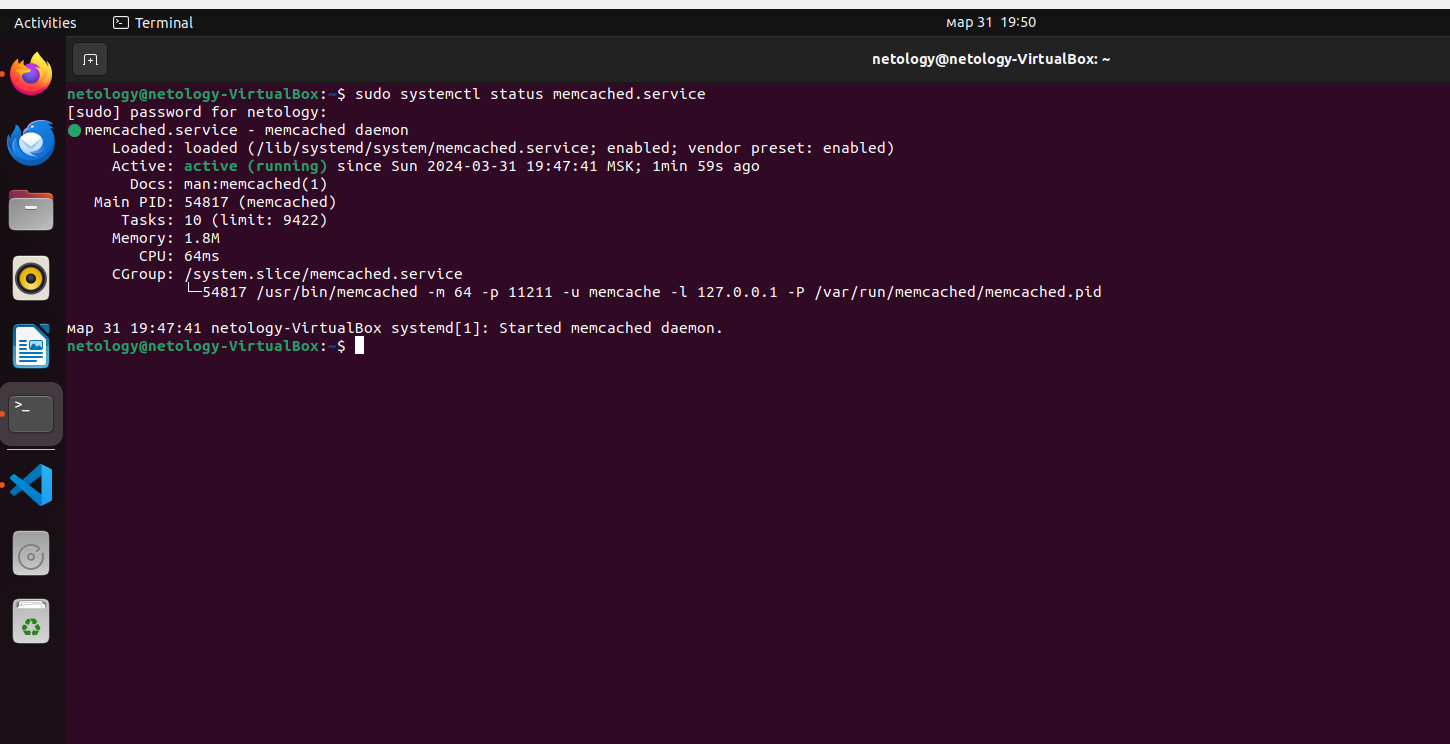 Activities Terminal мар 31 19:50
netology@netology-VirtualBox: ~
netology@netology-VirtualBox:~$ sudo systemctl status memcached.service
[sudo] password for netology:
● memcached.service - memcached daemon
Loaded: loaded (/lib/systemd/system/memcached.service; enabled; vendor preset: enabled)
Active: active (running) since Sun 2024-03-31 19:47:41 MSK; 1min 59s ago
Docs: man:memcached(1)
Main PID: 54817 (memcached)
Tasks: 10 (limit: 9422)
Memory: 1.8M
CPU: 64ms
CGroup: /system.slice/memcached.service
└─54817 /usr/bin/memcache -m 64 -p 11211 -u memcache -l 127.0.0.1 -P /var/run/memcached/memcached.pid
мар 31 19:47:41 netology-VirtualBox systemd[1]: Started memcached daemon.
netology@netology-VirtualBox:~$
>_